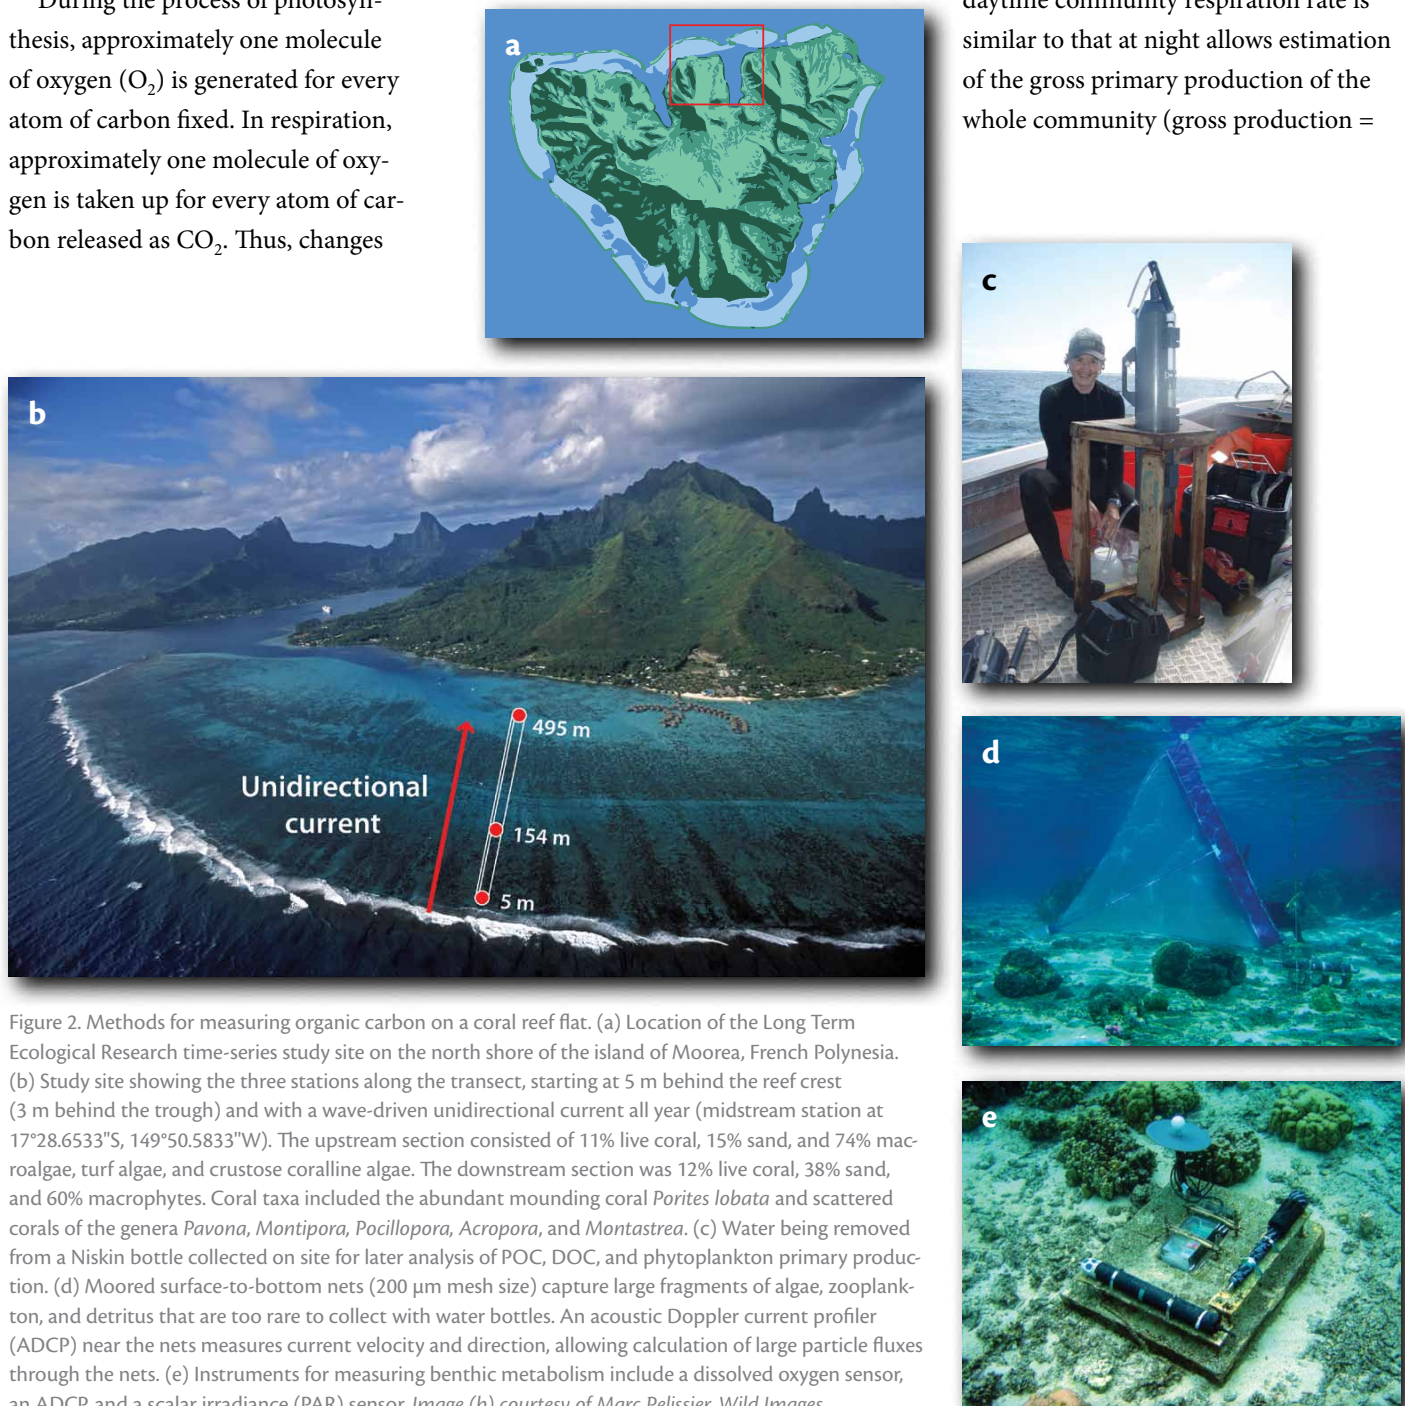 During the process of photosyn-
thesis, approximately one molecule
of oxygen (O₂) is generated for every
atom of carbon fixed. In respiration,
approximately one molecule of oxy-
gen is taken up for every atom of car-
bon released as CO₂. Thus, changes
a
daytime community respiration rate is
similar to that at night allows estimation
of the gross primary production of the
whole community (gross production =
b
495 m
Unidirectional
current
154 m
5 m
c
d
e
Figure 2. Methods for measuring organic carbon on a coral reef flat. (a) Location of the Long Term
Ecological Research time-series study site on the north shore of the island of Moorea, French Polynesia.
(b) Study site showing the three stations along the transect, starting at 5 m behind the reef crest
(3 m behind the trough) and with a wave-driven unidirectional current all year (midstream station at
17°28.6533"S, 149°50.5833"W). The upstream section consisted of 11% live coral, 15% sand, and 74% mac-
roalgae, turf algae, and crustose coralline algae. The downstream section was 12% live coral, 38% sand,
and 60% macrophytes. Coral taxa included the abundant mounding coral Porites lobata and scattered
corals of the genera Pavona, Montipora, Pocillopora, Acropora, and Montastrea. (c) Water being removed
from a Niskin bottle collected on site for later analysis of POC, DOC, and phytoplankton primary produc-
tion. (d) Moored surface-to-bottom nets (200 µm mesh size) capture large fragments of algae, zooplank-
ton, and detritus that are too rare to collect with water bottles. An acoustic Doppler current profiler
(ADCP) near the nets measures current velocity and direction, allowing calculation of large particle fluxes
through the nets. (e) Instruments for measuring benthic metabolism include a dissolved oxygen sensor,
an ADCP, and a scalar irradiance (PAR) sensor. Image (b) courtesy of Marc Pelissier, Wild Images